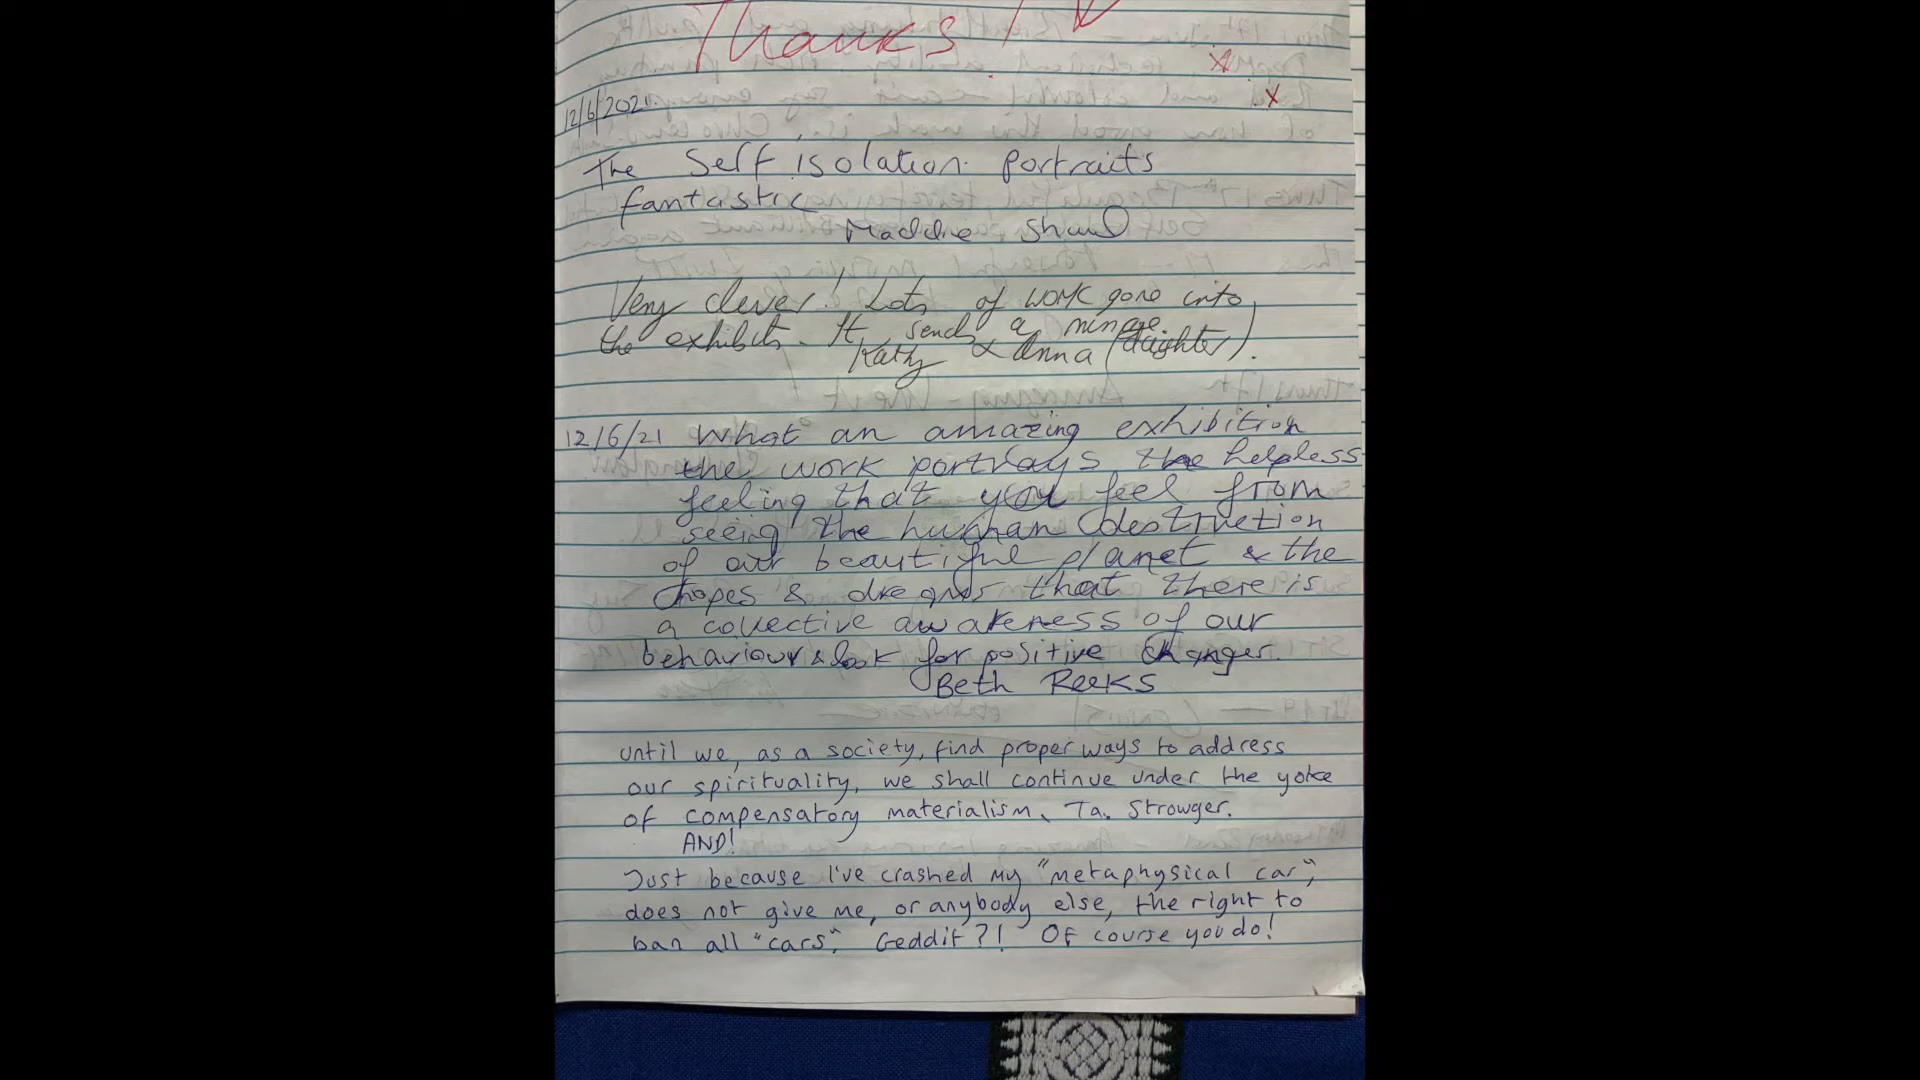 Thanks!
x
x
12/6/2021.
The Self isolation portraits
fantastic
Maddie
Very clever! Lots of work gone into
the exhibits. It sends a
Kathy & Anna (daughter).
12/6/21 What an amazing exhibition
the work portrays the helpless
feeling that you feel from
seeing the human destruction
of our beautiful planet & the
hopes & dreams that there is
a collective awareness of our
behaviour & look for positive changes.
Beth Reeks
until we, as a society, find proper ways to address
our spirituality, we shall continue under the yoke
of compensatory materialism. Ta. Strowger.
AND!
Just because I've crashed my "metaphysical car",
does not give me, or anybody else, the right to
ban all "cars". Geddit?! Of course you do!